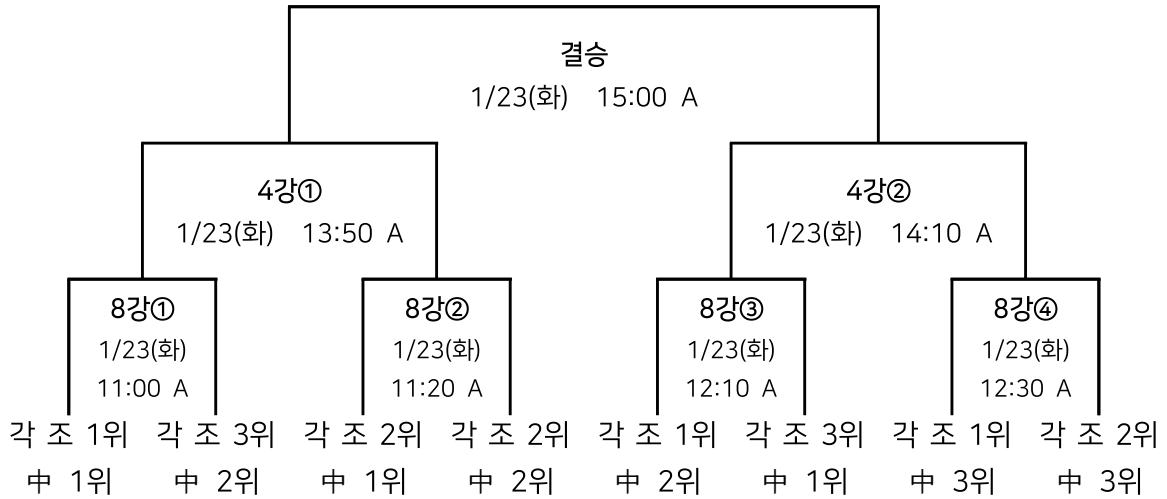 결승
1/23(화) 15:00 A
4강① 4강②
1/23(화) 13:50 A 1/23(화) 14:10 A
8강① 8강② 8강③ 8강④
1/23(화) 1/23(화) 1/23(화) 1/23(화)
11:00 A 11:20 A 12:10 A 12:30 A
각 조 1위 각 조 3위 각 조 2위 각 조 2위 각 조 1위 각 조 3위 각 조 1위 각 조 2위
中 1위 中 2위 中 1위 中 2위 中 2위 中 1위 中 3위 中 3위